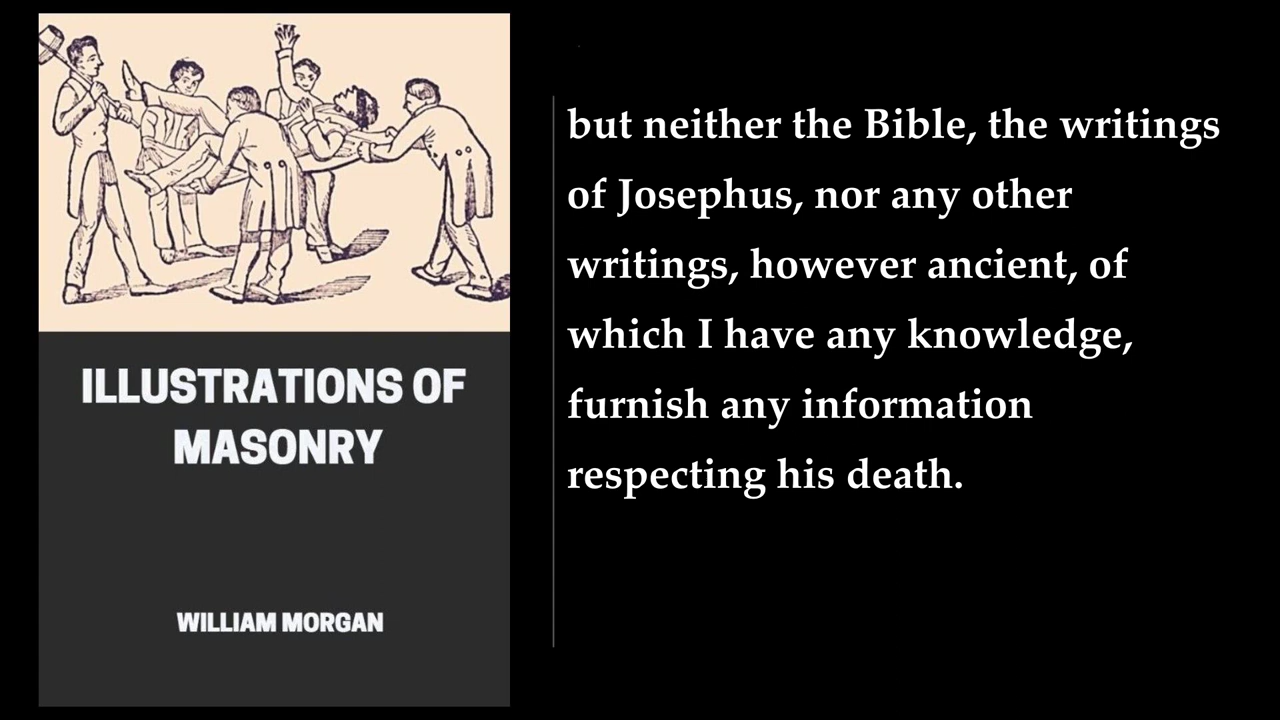 ILLUSTRATIONS OF
MASONRY
WILLIAM MORGAN
but neither the Bible, the writings
of Josephus, nor any other
writings, however ancient, of
which I have any knowledge,
furnish any information
respecting his death.